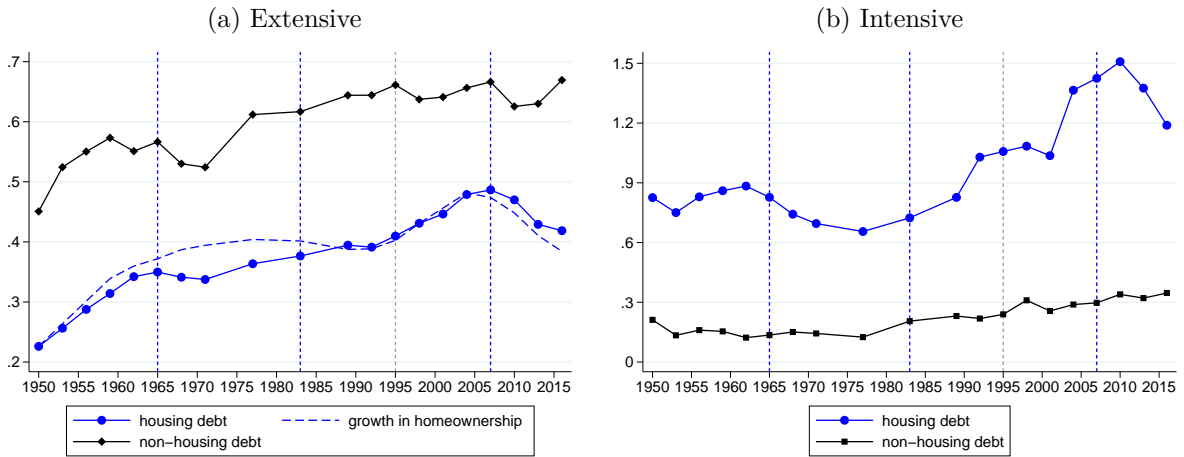 (a) Extensive
.7
.6
.5
.4
.3
.2
1950 1955 1960 1965 1970 1975 1980 1985 1990 1995 2000 2005 2010 2015
housing debt growth in homeownership
non−housing debt
(b) Intensive
1.5
1.2
.9
.6
.3
0
1950 1955 1960 1965 1970 1975 1980 1985 1990 1995 2000 2005 2010 2015
housing debt
non−housing debt